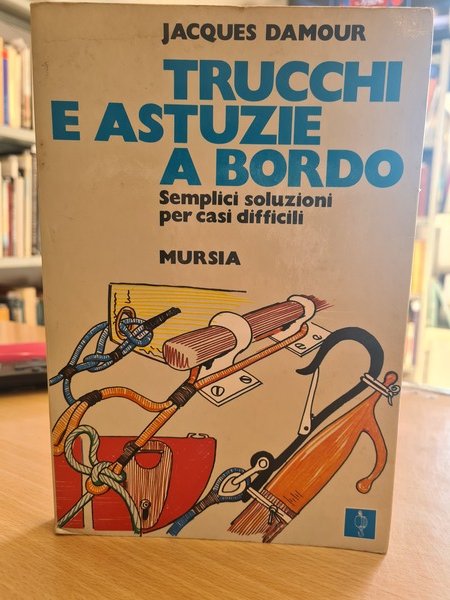 JACQUES DAMOUR
TRUCCHI
E ASTUZIE
A BORDO
Semplici soluzioni
per casi difficili
MURSIA